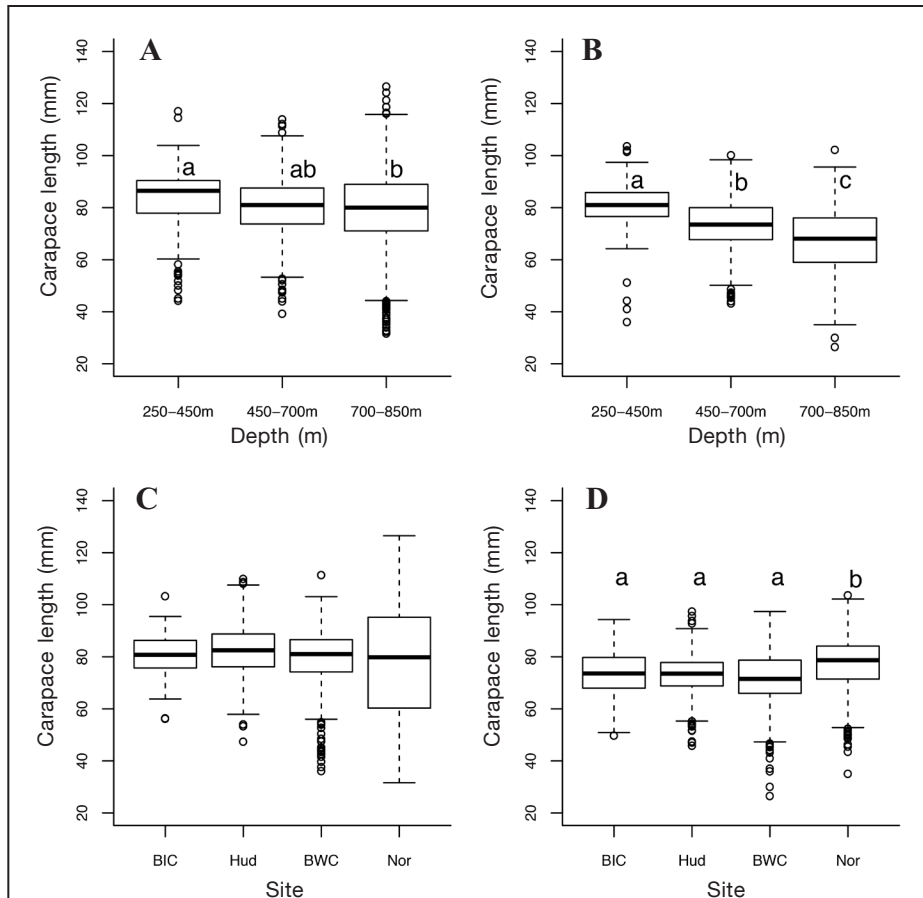 A
Carapace length (mm)
140
120
100
80
60
40
20
a
ab
b
250–450m
450–700m
700–850m
Depth (m)
B
Carapace length (mm)
140
120
100
80
60
40
20
a
b
c
250–450m
450–700m
700–850m
Depth (m)
C
Carapace length (mm)
140
120
100
80
60
40
20
BIC
Hud
BWC
Nor
Site
D
Carapace length (mm)
140
120
100
80
60
40
20
a
a
a
b
BIC
Hud
BWC
Nor
Site